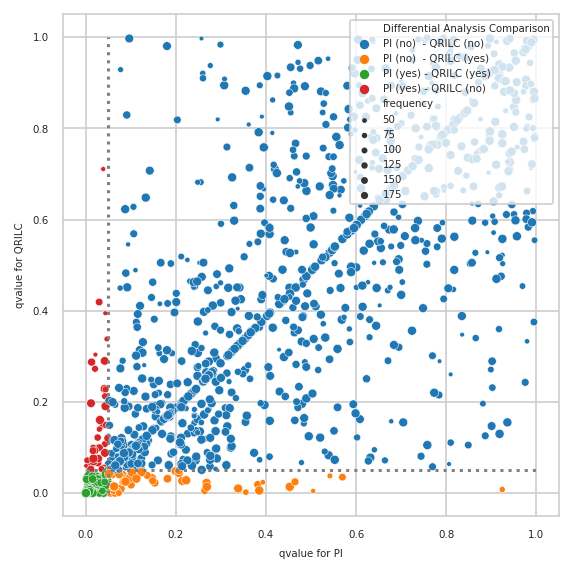 Differential Analysis Comparison
PI (no) - QRILC (no)
PI (no) - QRILC (yes)
PI (yes) - QRILC (yes)
PI (yes) - QRILC (no)
frequency
50
75
100
125
150
175
1.0
0.8
0.6
0.4
0.2
0.0
qvalue for QRILC
0.0 0.2 0.4 0.6 0.8 1.0
qvalue for PI